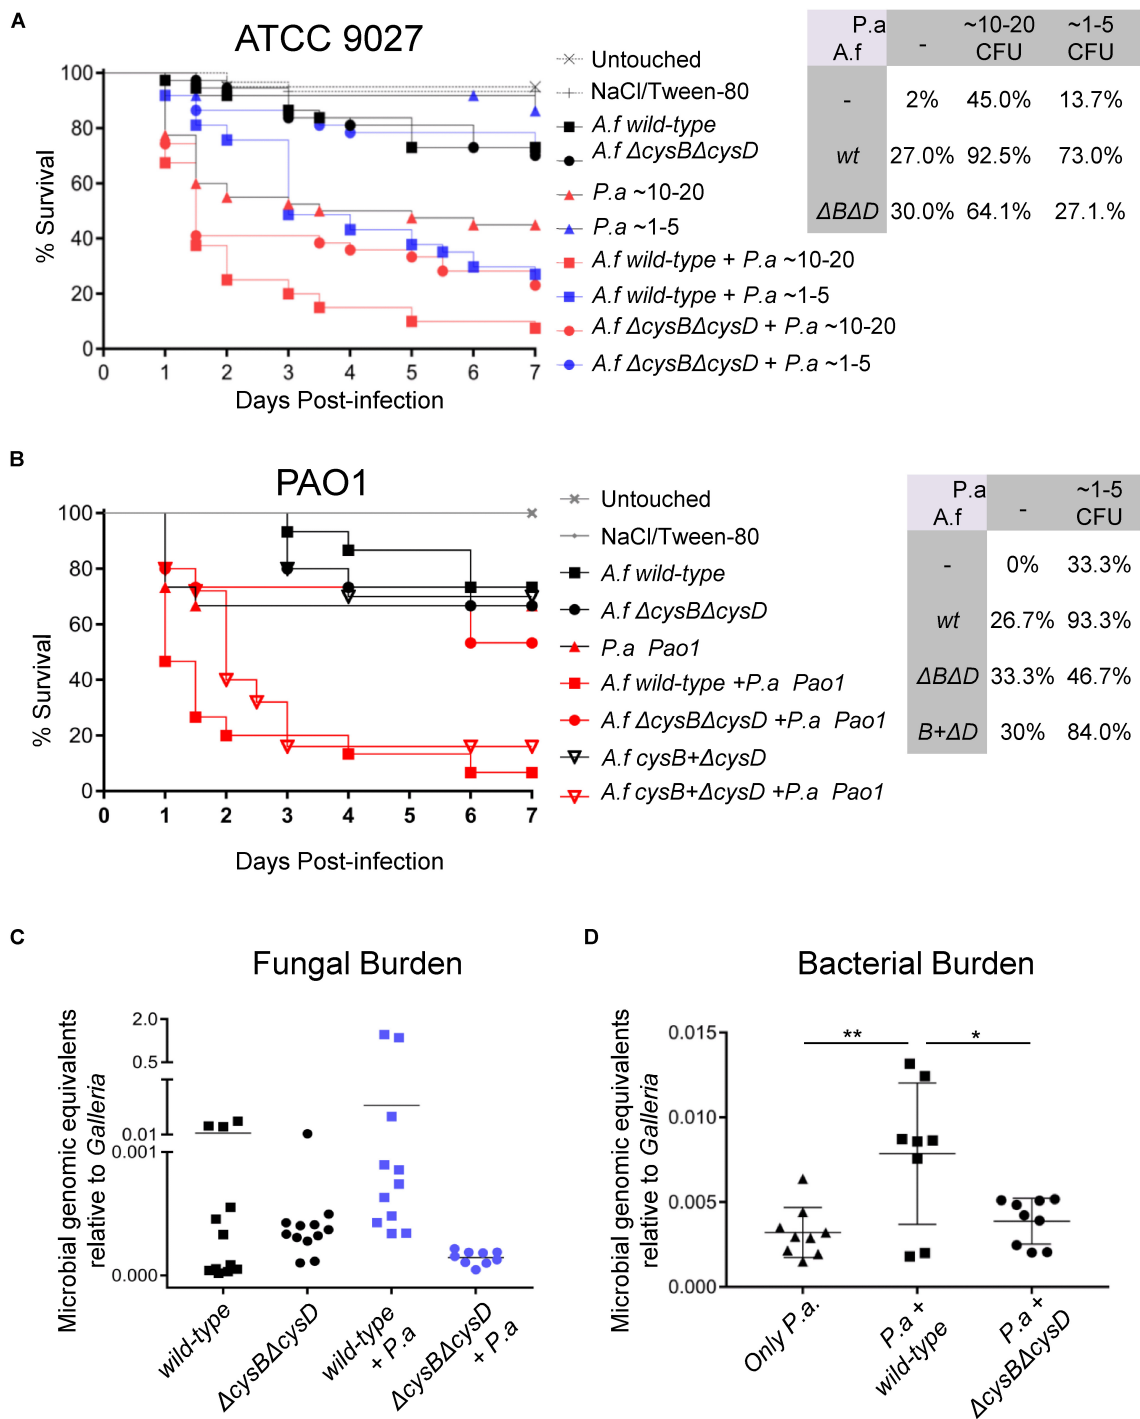 A
ATCC 9027
% Survival
100
80
60
40
20
0
0 1 2 3 4 5 6 7
Days Post-infection
Untouched
NaCl/Tween-80
A.f wild-type
A.f ΔcysBΔcysD
P.a ~10-20
P.a ~1-5
A.f wild-type + P.a ~10-20
A.f wild-type + P.a ~1-5
A.f ΔcysBΔcysD + P.a ~10-20
A.f ΔcysBΔcysD + P.a ~1-5
P.a ~10-20 ~1-5
A.f - CFU CFU
- 2% 45.0% 13.7%
wt 27.0% 92.5% 73.0%
ΔBΔD 30.0% 64.1% 27.1.%
B
PAO1
% Survival
100
80
60
40
20
0
0 1 2 3 4 5 6 7
Days Post-infection
Untouched
NaCl/Tween-80
A.f wild-type
A.f ΔcysBΔcysD
P.a Pao1
A.f wild-type +P.a Pao1
A.f ΔcysBΔcysD +P.a Pao1
A.f cysB+ΔcysD
A.f cysB+ΔcysD +P.a Pao1
P.a ~1-5
A.f - CFU
- 0% 33.3%
wt 26.7% 93.3%
ΔBΔD 33.3% 46.7%
B+ΔD 30% 84.0%
C
Fungal Burden
Microbial genomic equivalents
relative to Galleria
2.0
0.5
0.01
0.001
0.000
wild-type
ΔcysBΔcysD
wild-type
+ P.a
ΔcysBΔcysD
+ P.a
D
Bacterial Burden
Microbial genomic equivalents
relative to Galleria
0.015
0.010
0.005
0.000
** *
Only P.a.
P.a +
wild-type
P.a +
ΔcysBΔcysD